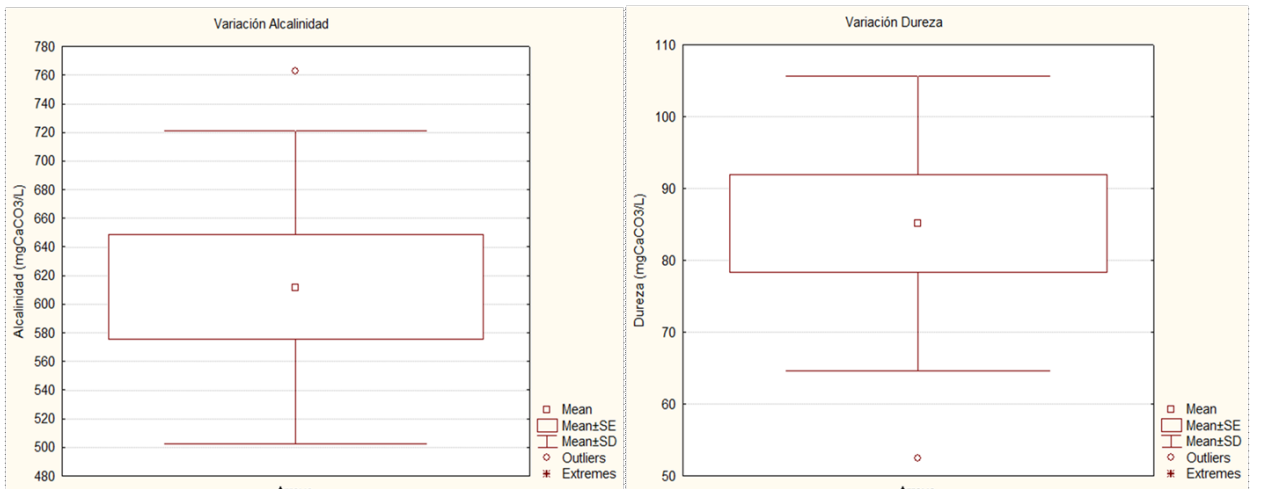 Variación Alcalinidad
780
760
740
720
700
680
660
640
620
600
580
560
540
520
500
480
Alcalinidad (mgCaCO3/L)
Mean
Mean±SE
Mean±SD
Outliers
Extremes
Variación Dureza
110
100
90
80
70
60
50
Dureza (mgCaCO3/L)
Mean
Mean±SE
Mean±SD
Outliers
Extremes